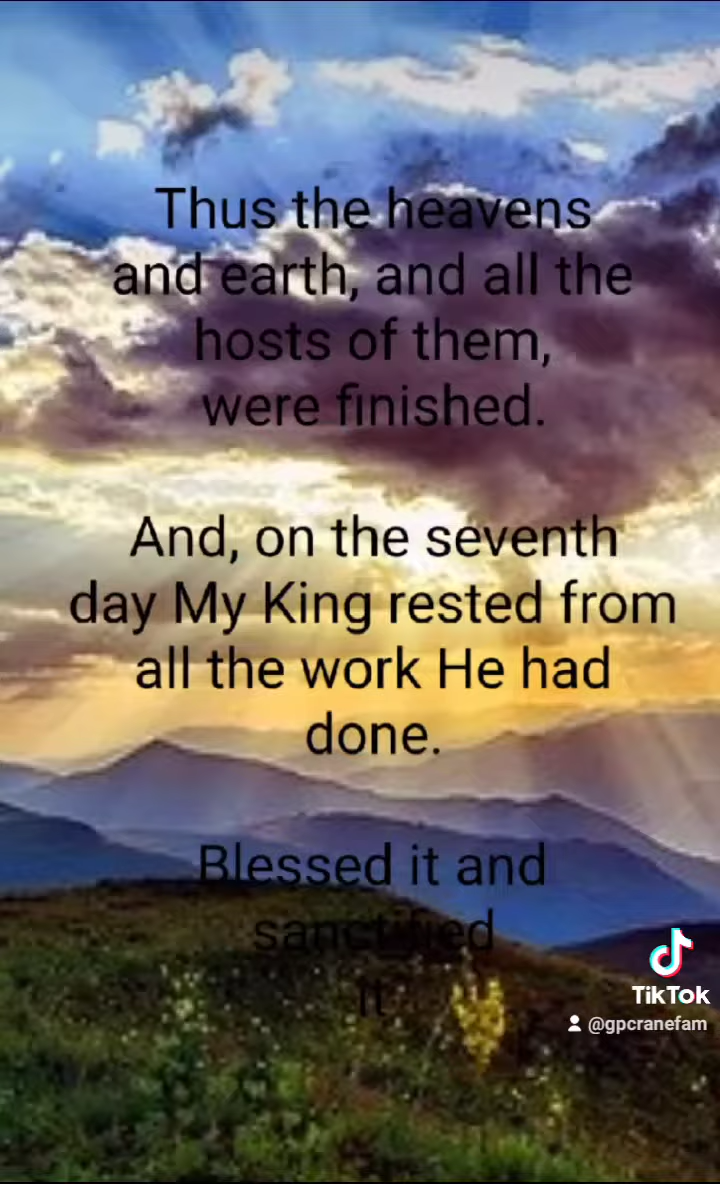 Thus the heavens
and earth, and all the
hosts of them,
were finished.
And, on the seventh
day My King rested from
all the work He had
done.
Blessed it and
sanctified
it
TikTok
@gpcranefam